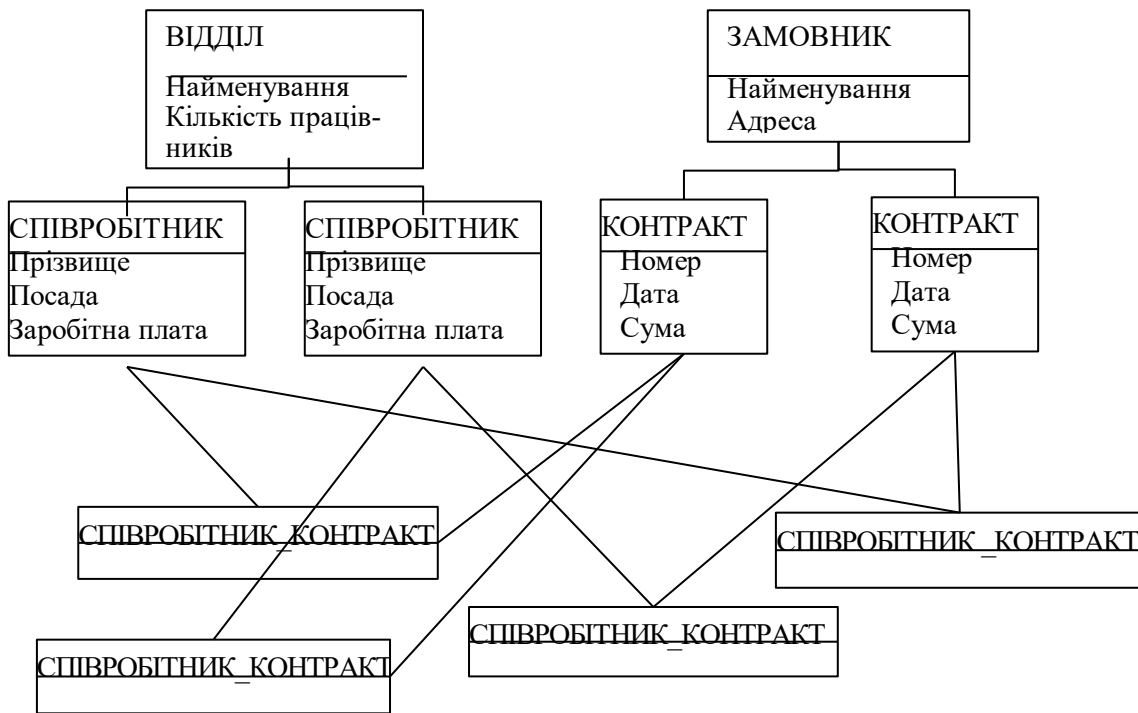 ВІДДІЛ
Найменування
Кількість праців-
ників
ЗАМОВНИК
Найменування
Адреса
СПІВРОБІТНИК
Прізвище
Посада
Заробітна плата
СПІВРОБІТНИК
Прізвище
Посада
Заробітна плата
КОНТРАКТ
Номер
Дата
Сума
КОНТРАКТ
Номер
Дата
Сума
СПІВРОБІТНИК_КОНТРАКТ
СПІВРОБІТНИК_КОНТРАКТ
СПІВРОБІТНИК_КОНТРАКТ
СПІВРОБІТНИК_КОНТРАКТ